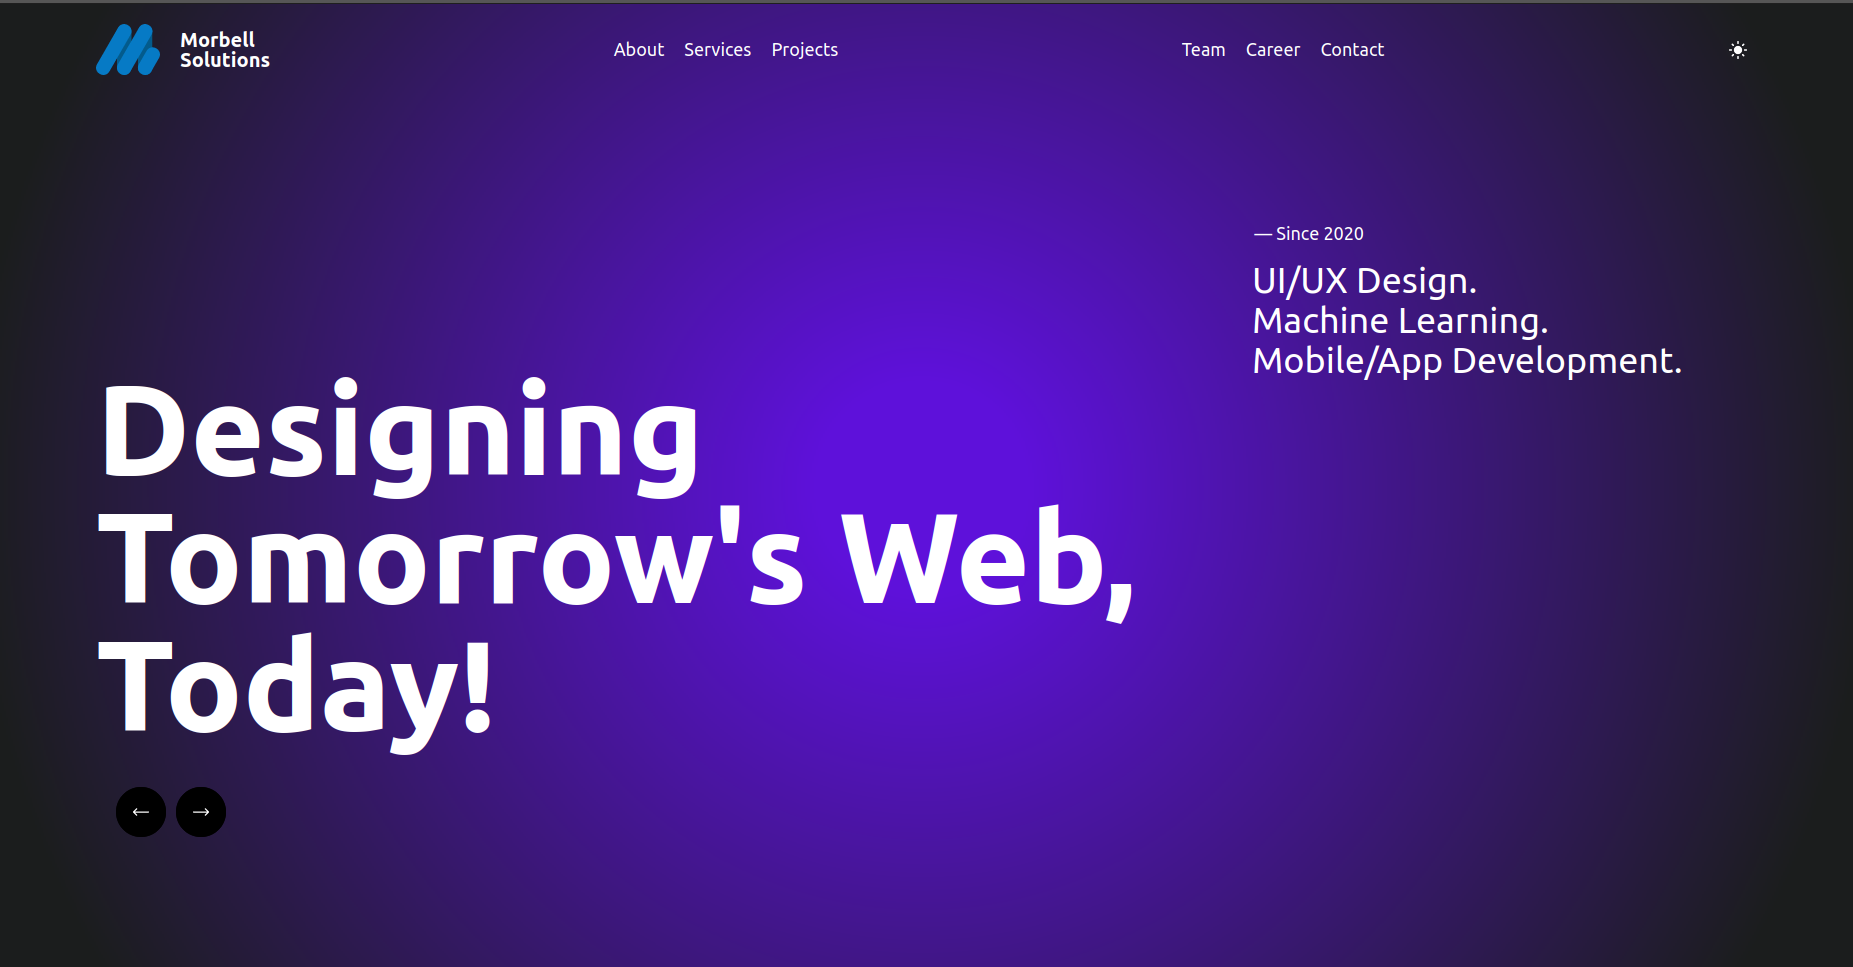 Morbell
Solutions
About Services Projects
Team Career Contact
— Since 2020
UI/UX Design.
Machine Learning.
Mobile/App Development.
Designing
Tomorrow's Web,
Today!